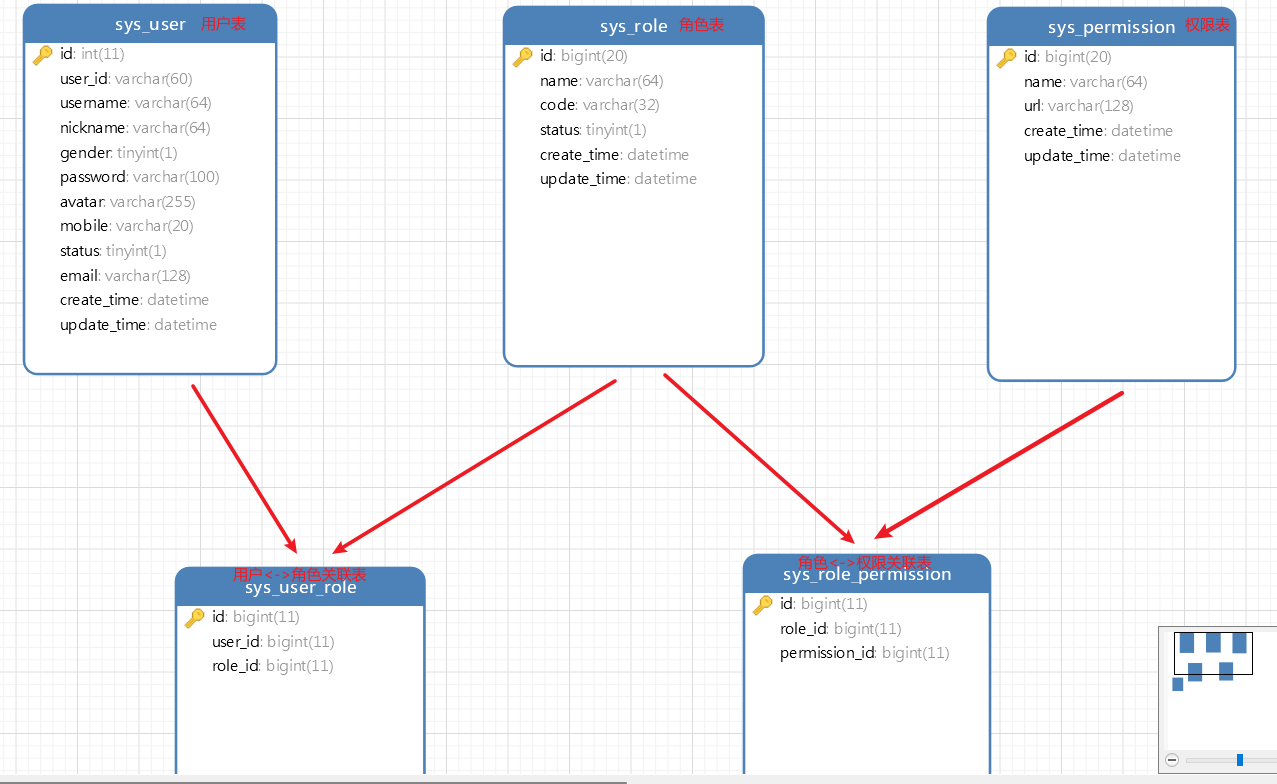 sys_user 用户表
id: int(11)
user_id: varchar(60)
username: varchar(64)
nickname: varchar(64)
gender: tinyint(1)
password: varchar(100)
avatar: varchar(255)
mobile: varchar(20)
status: tinyint(1)
email: varchar(128)
create_time: datetime
update_time: datetime
sys_role 角色表
id: bigint(20)
name: varchar(64)
code: varchar(32)
status: tinyint(1)
create_time: datetime
update_time: datetime
sys_permission 权限表
id: bigint(20)
name: varchar(64)
url: varchar(128)
create_time: datetime
update_time: datetime
用户<->角色关联表
sys_user_role
id: bigint(11)
user_id: bigint(11)
role_id: bigint(11)
角色<->权限关联表
sys_role_permission
id: bigint(11)
role_id: bigint(11)
permission_id: bigint(11)